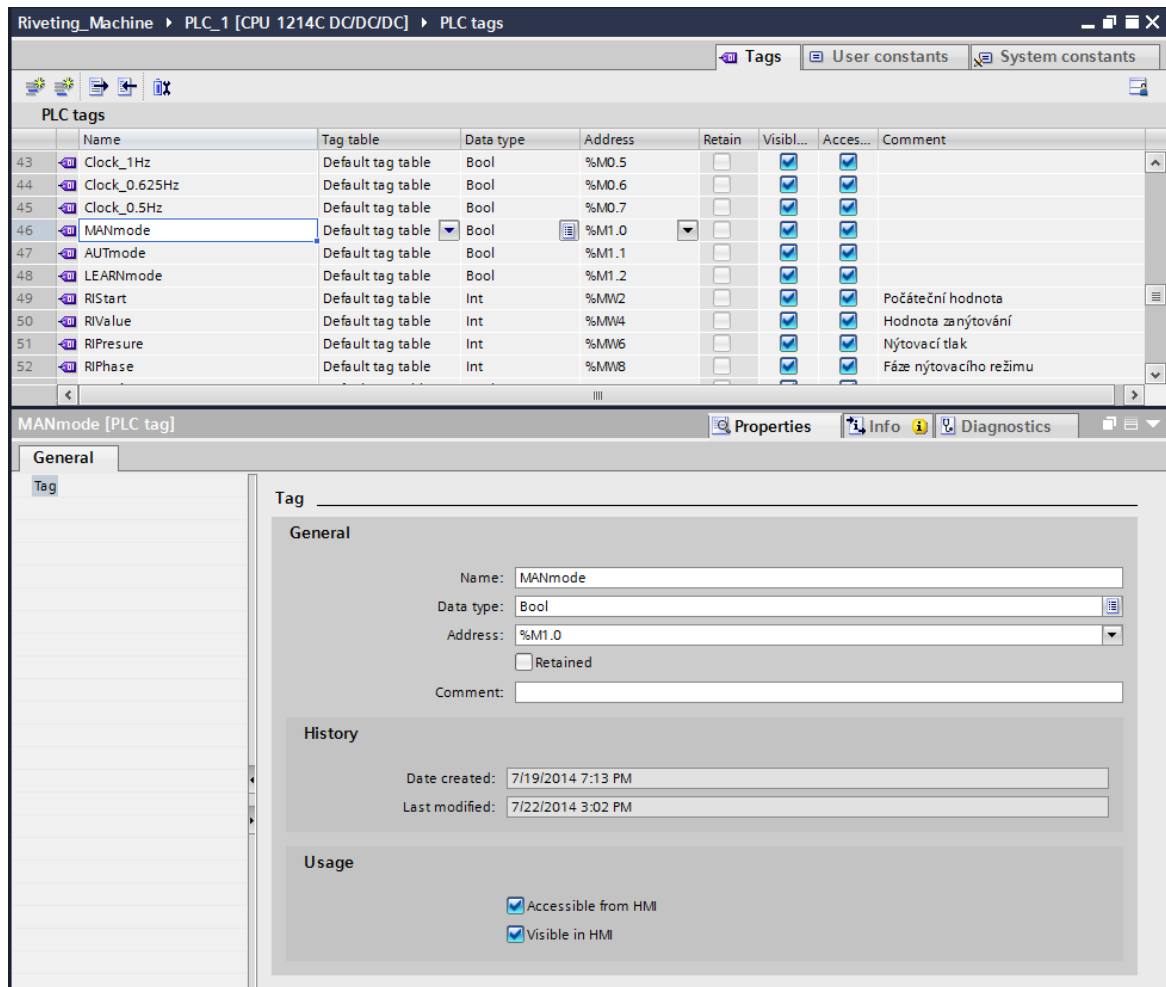 Riveting_Machine ▸ PLC_1 [CPU 1214C DC/DC/DC] ▸ PLC tags
Tags User constants System constants
PLC tags
Name Tag table Data type Address Retain Visibl... Acces... Comment
43 Clock_1Hz Default tag table Bool %M0.5
44 Clock_0.625Hz Default tag table Bool %M0.6
45 Clock_0.5Hz Default tag table Bool %M0.7
46 MANmode Default tag table Bool %M1.0
47 AUTmode Default tag table Bool %M1.1
48 LEARNmode Default tag table Bool %M1.2
49 RIStart Default tag table Int %MW2 Počáteční hodnota
50 RIValue Default tag table Int %MW4 Hodnota zanýtování
51 RIPresure Default tag table Int %MW6 Nýtovací tlak
52 RIPhase Default tag table Int %MW8 Fáze nýtovacího režimu
MANmode [PLC tag] Properties Info Diagnostics
General
Tag
Tag
General
Name: MANmode
Data type: Bool
Address: %M1.0
Retained
Comment:
History
Date created: 7/19/2014 7:13 PM
Last modified: 7/22/2014 3:02 PM
Usage
Accessible from HMI
Visible in HMI